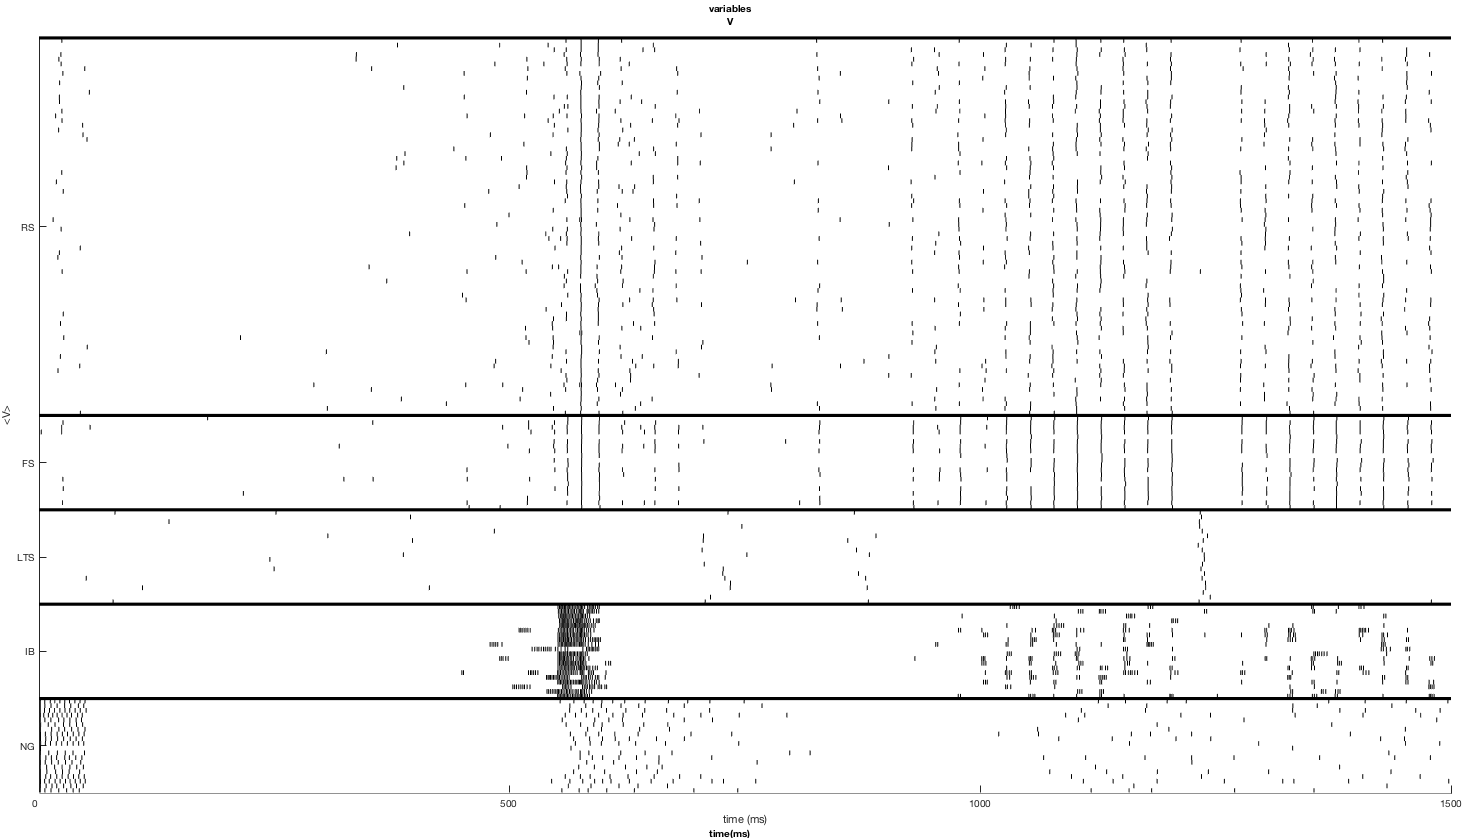 variables
V
RS
FS
LTS
IB
NG
<V>
0 500 1000 1500
time (ms)
time(ms)